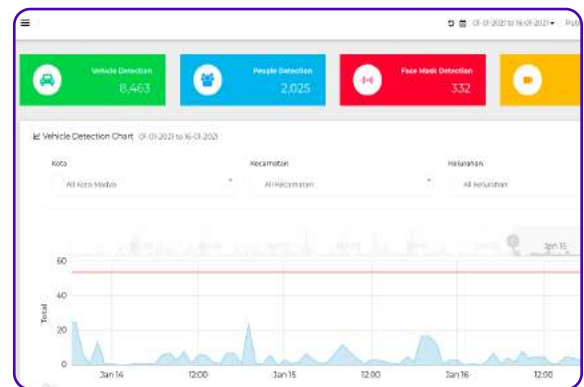 01-01-2021 to 16-01-2021
Vehicle Detection
8,463
People Detection
2,025
Face Mask Detection
332
Vehicle Detection Chart 01-01-2021 to 16-01-2021
Kota
Kecamatan
Kelurahan
All Kota Madya
All Kecamatan
All Kelurahan
Jan 15
60
40
20
0
Total
Jan 14
12:00
Jan 15
12:00
Jan 16
12:00